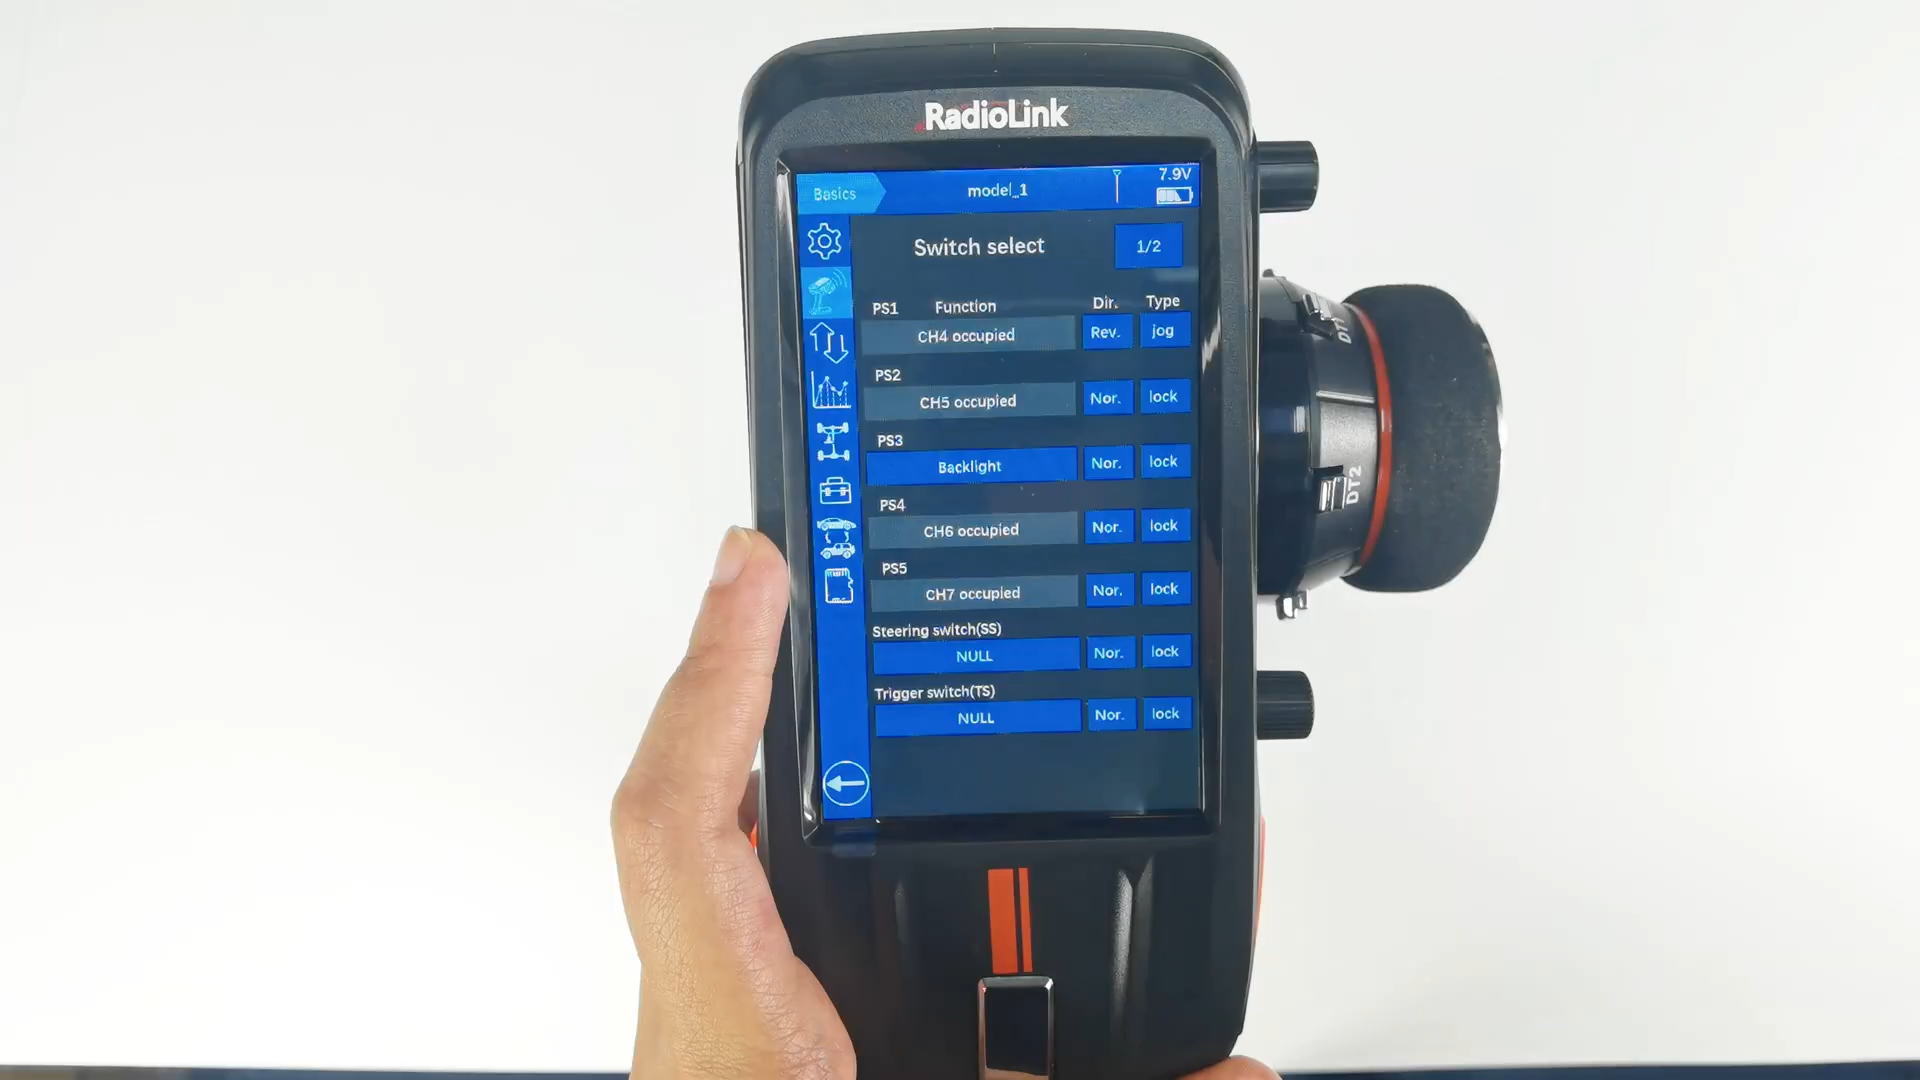 RadioLink
Basics
model_1
7.9V
Switch select
1/2
PS1 Function Dir. Type
CH4 occupied Rev. jog
PS2
CH5 occupied Nor. lock
PS3
Backlight Nor. lock
PS4
CH6 occupied Nor. lock
PS5
CH7 occupied Nor. lock
Steering switch(SS)
NULL Nor. lock
Trigger switch(TS)
NULL Nor. lock
DT1
DT2